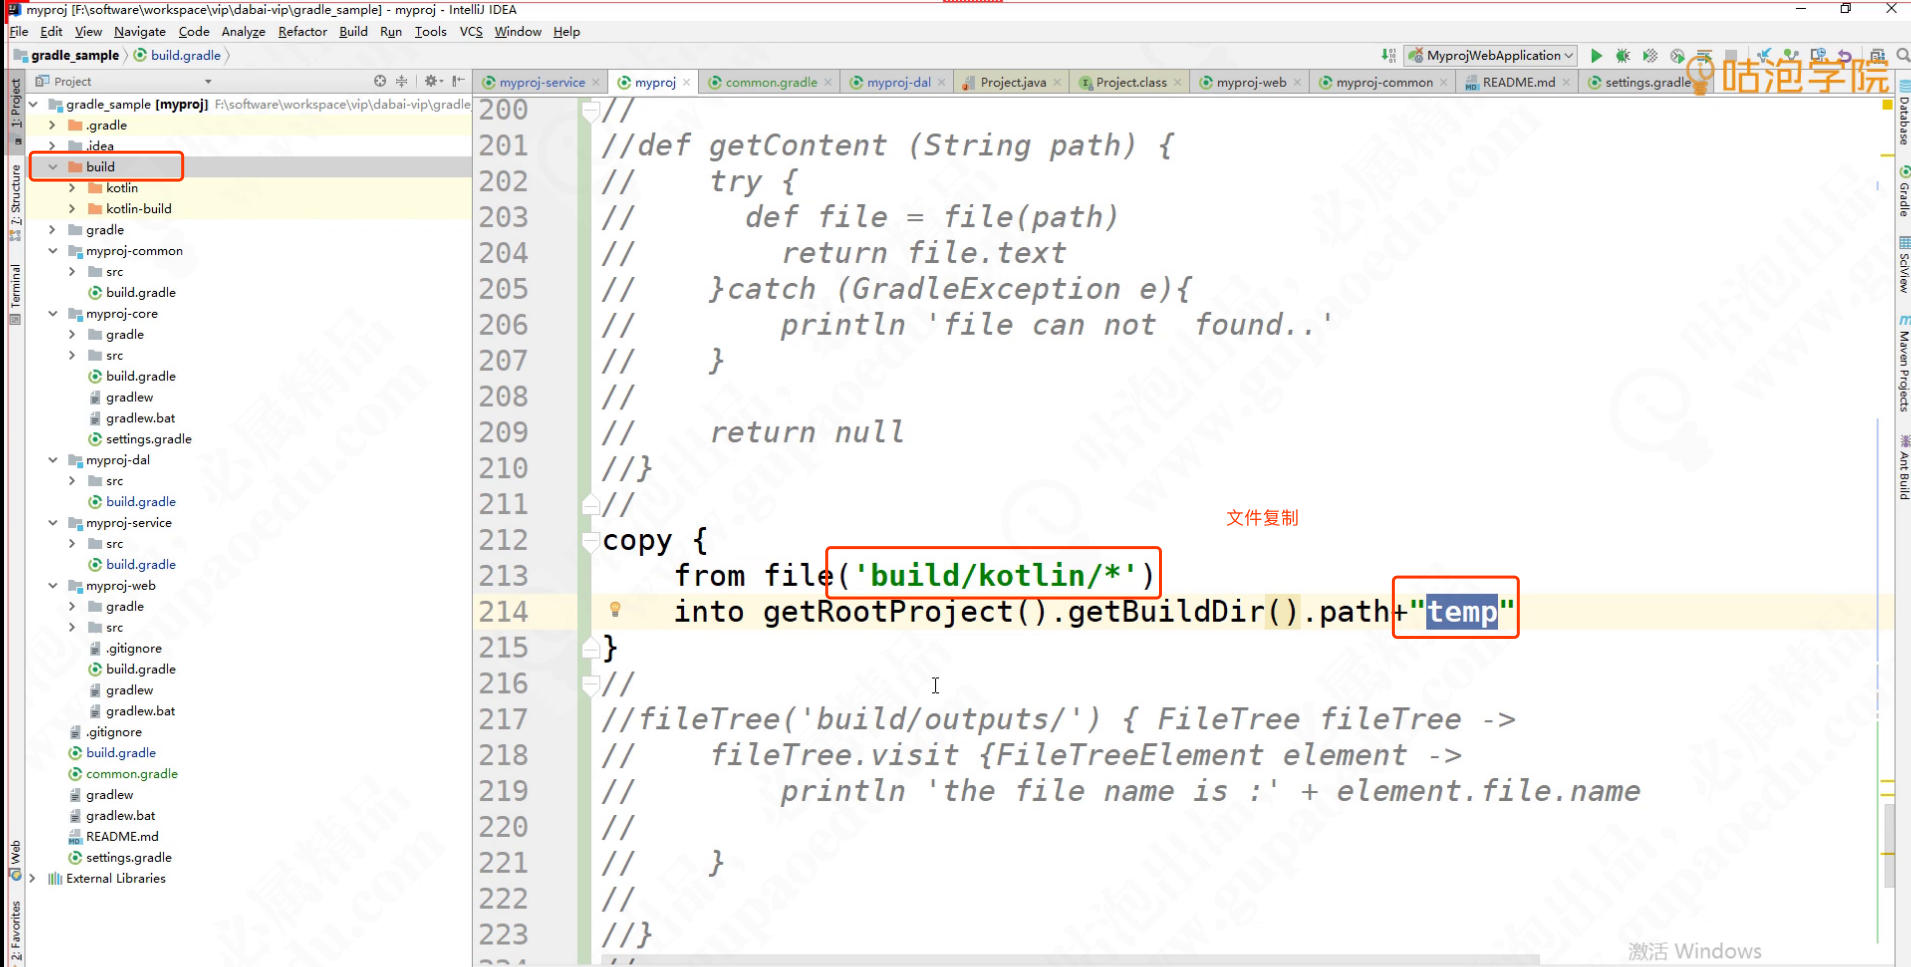 myproj [F:\software\workspace\vip\dabai-vip\gradle_sample] - myproj - IntelliJ IDEA
File Edit View Navigate Code Analyze Refactor Build Run Tools VCS Window Help
gradle_sample build.gradle MyprojWebApplication
Project myproj-service myproj common.gradle myproj-dal Project.java Project.class myproj-web myproj-common README.md settings.gradle
咕泡学院
1: Project
7: Structure
Terminal
Web
2: Favorites
gradle_sample [myproj] F:\software\workspace\vip\dabai-vip\gradle
.gradle
.idea
build
kotlin
kotlin-build
gradle
myproj-common
src
build.gradle
myproj-core
gradle
src
build.gradle
gradlew
gradlew.bat
settings.gradle
myproj-dal
src
build.gradle
myproj-service
src
build.gradle
myproj-web
gradle
src
.gitignore
build.gradle
gradlew
gradlew.bat
.gitignore
build.gradle
common.gradle
gradlew
gradlew.bat
README.md
settings.gradle
External Libraries
200 //
201 //def getContent (String path) {
202 // try {
203 // def file = file(path)
204 // return file.text
205 // }catch (GradleException e){
206 // println 'file can not  found..'
207 // }
208 //
209 // return null
210 //}
211 //
文件复制
212 copy {
213 from file('build/kotlin/*')
214 into getRootProject().getBuildDir().path+"temp"
215 }
216 //
217 //fileTree('build/outputs/') { FileTree fileTree ->
218 // fileTree.visit {FileTreeElement element ->
219 // println 'the file name is :' + element.file.name
220 //
221 // }
222 //
223 //}
Database
Gradle
SciView
Maven Projects
Ant Build
激活 Windows